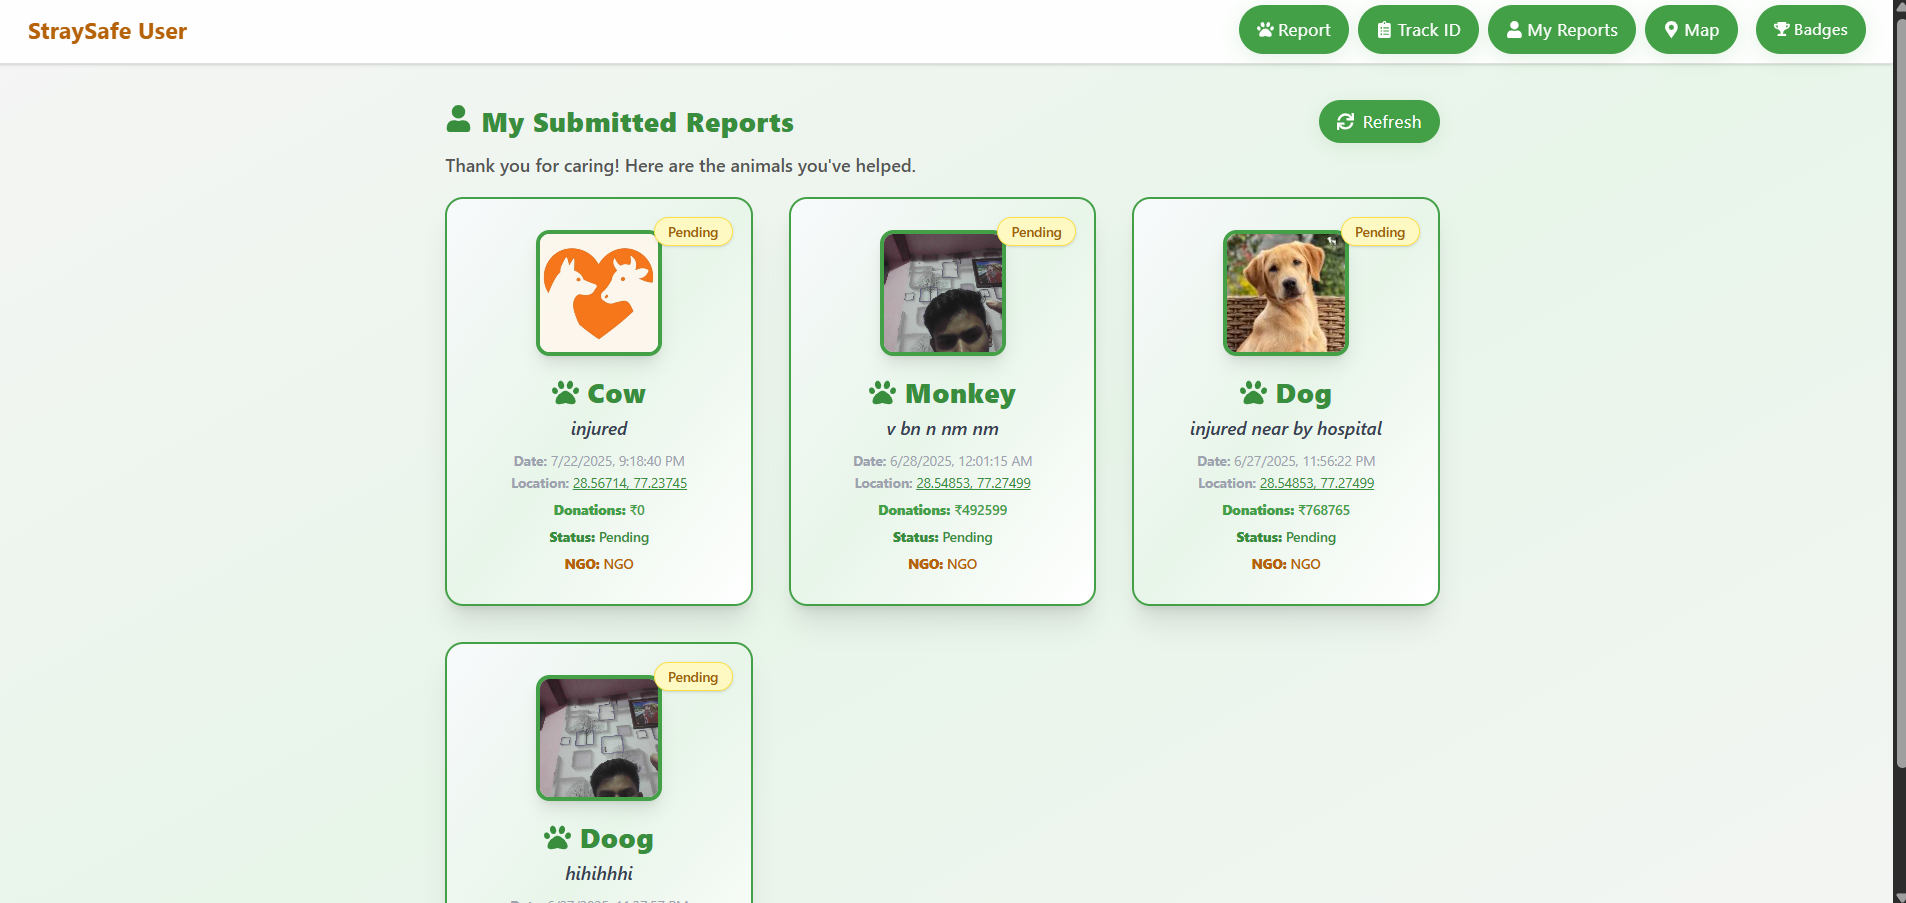 StraySafe User
Report
Track ID
My Reports
Map
Badges
My Submitted Reports
Refresh
Thank you for caring! Here are the animals you've helped.
Pending
Cow
injured
Date: 7/22/2025, 9:18:40 PM
Location: 28.56714, 77.23745
Donations: ₹0
Status: Pending
NGO: NGO
Pending
Monkey
v bn n nm nm
Date: 6/28/2025, 12:01:15 AM
Location: 28.54853, 77.27499
Donations: ₹492599
Status: Pending
NGO: NGO
Pending
Dog
injured near by hospital
Date: 6/27/2025, 11:56:22 PM
Location: 28.54853, 77.27499
Donations: ₹768765
Status: Pending
NGO: NGO
Pending
Doog
hihihhhi